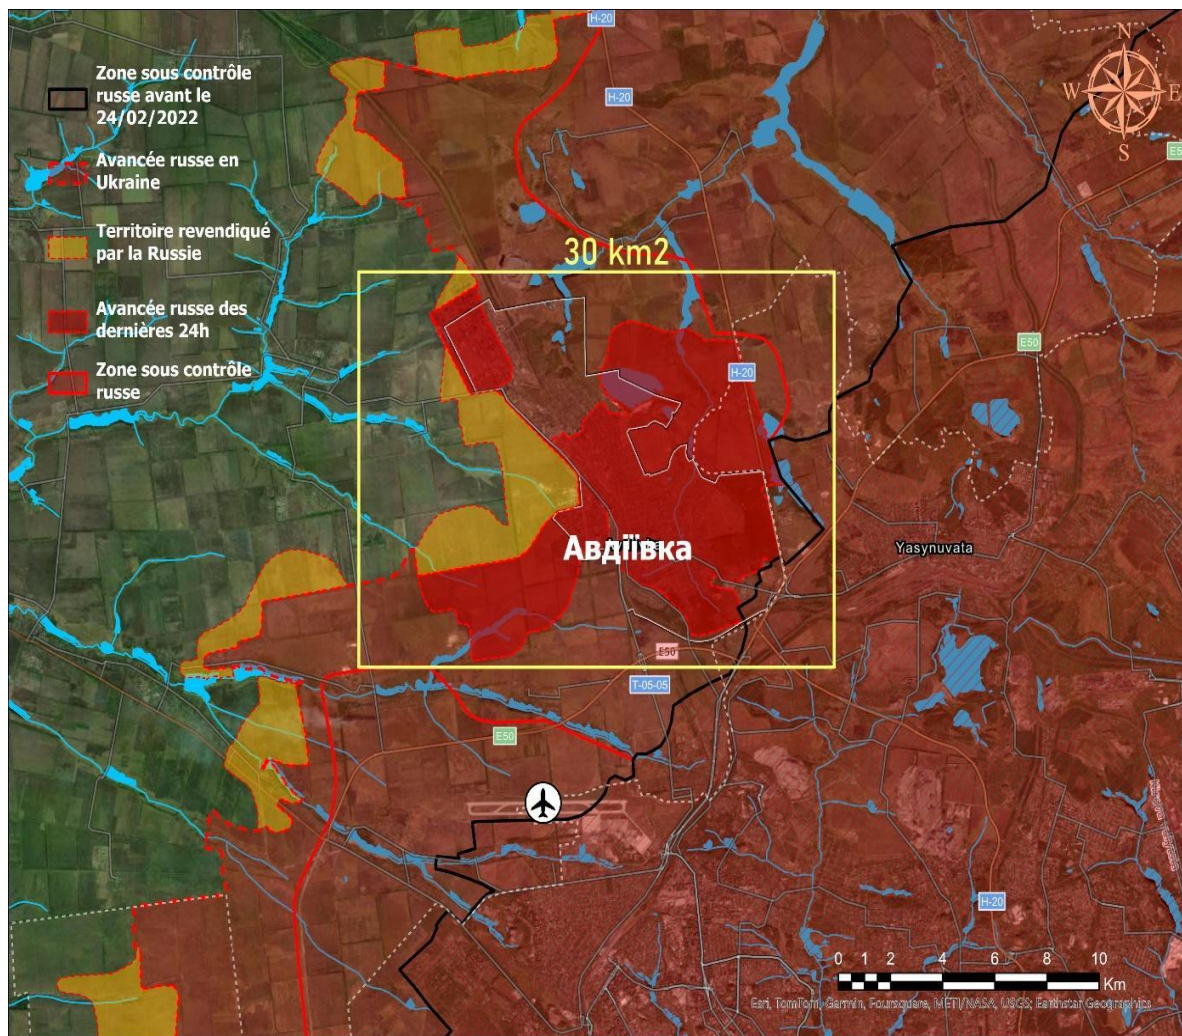 H-20
Zone sous contrôle
russe avant le
24/02/2022
N
W
E
S
H-20
E5
Avancée russe en
Ukraine
Territoire revendiqué
par la Russie
30 km2
Avancée russe des
dernières 24h
E50
Zone sous contrôle
russe
H-20
Авдіївка
Yasynuvata
E50
T-05-05
E50
H-20
0 1 2 4 6 8 10
Km
Esri, TomTom, Garmin, Foursquare, METI/NASA, USGS; Earthstar Geographics